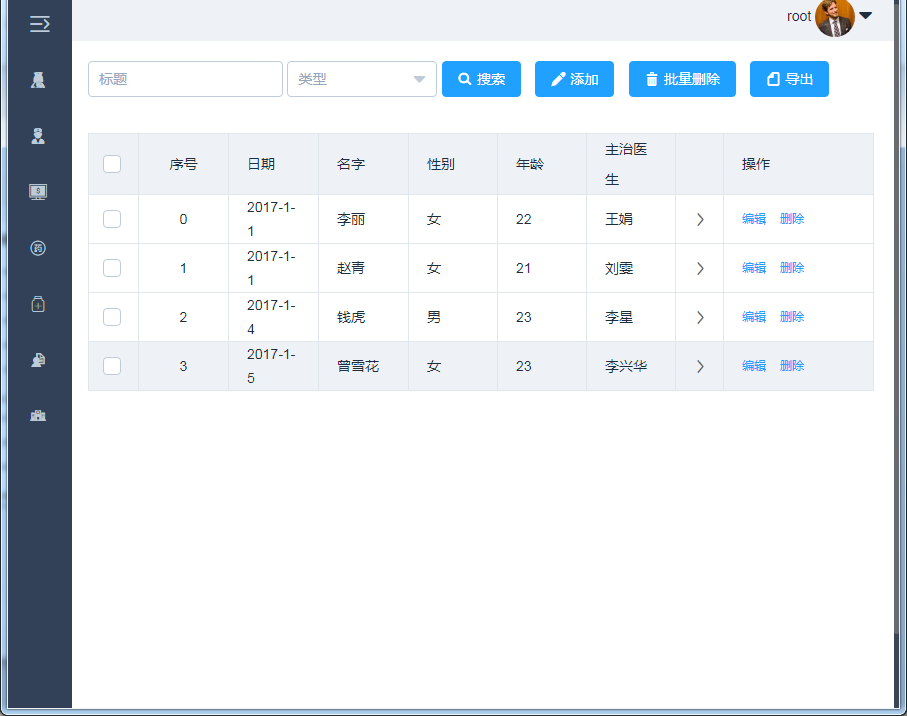 root
标题
类型
搜索
添加
批量删除
导出
序号 日期 名字 性别 年龄 主治医
生 操作
0 2017-1-
1 李丽 女 22 王娟 编辑 删除
1 2017-1-
1 赵青 女 21 刘雯 编辑 删除
2 2017-1-
4 钱虎 男 23 李星 编辑 删除
3 2017-1-
5 曾雪花 女 23 李兴华 编辑 删除